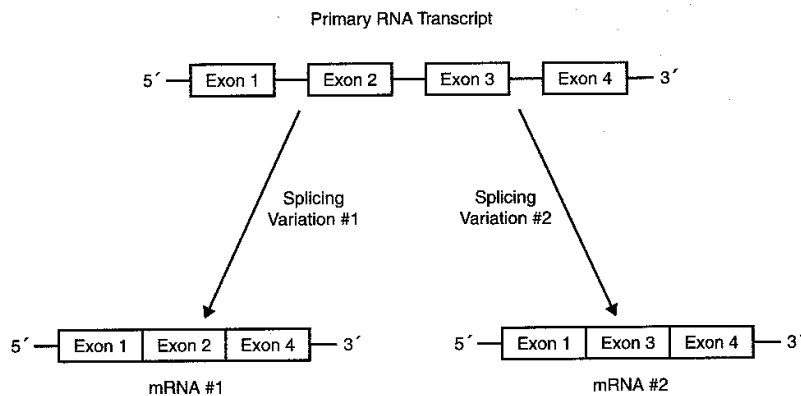 Primary RNA Transcript
5´ Exon 1 Exon 2 Exon 3 Exon 4 3´
Splicing
Variation #1
Splicing
Variation #2
5´ Exon 1 Exon 2 Exon 4 3´
mRNA #1
5´ Exon 1 Exon 3 Exon 4 3´
mRNA #2